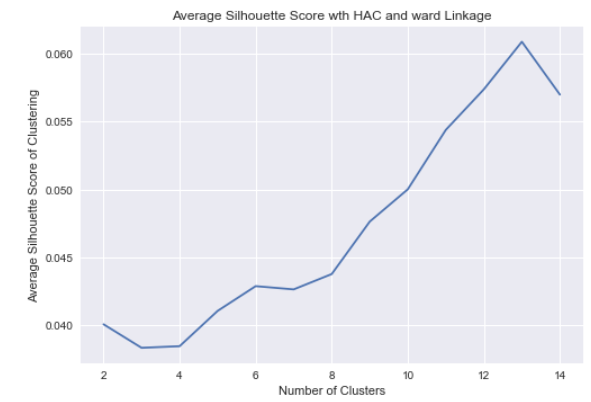 Average Silhouette Score wth HAC and ward Linkage
0.060
0.055
0.050
0.045
0.040
Average Silhouette Score of Clustering
2 4 6 8 10 12 14
Number of Clusters